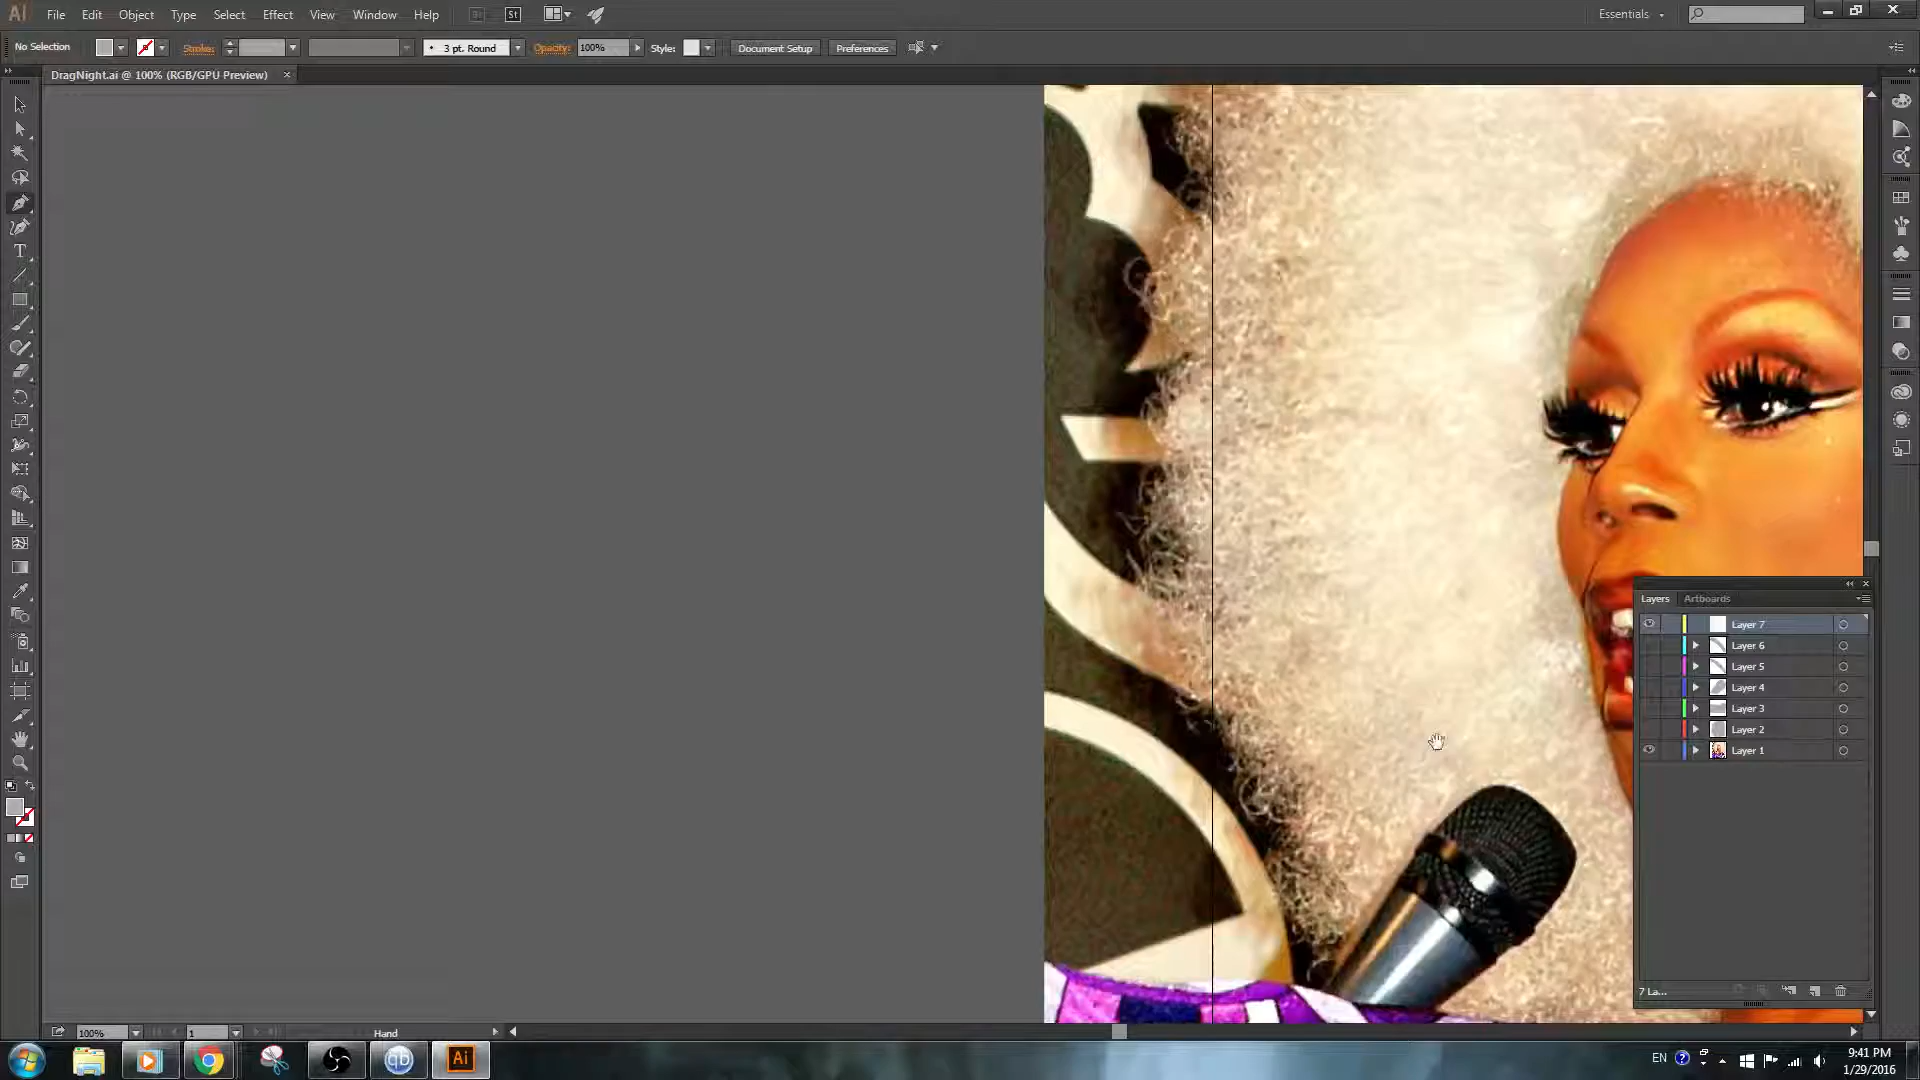 Ai File Edit Object Type Select Effect View Window Help Br St Essentials
No Selection Stroke: 3 pt. Round Opacity: 100% Style: Document Setup Preferences
DragNight.ai @ 100% (RGB/GPU Preview) ×
T
Layers Artboards
Layer 7
Layer 6
Layer 5
Layer 4
Layer 3
Layer 2
Layer 1
7 La...
100% 1 Hand
qb Ai EN ? 9:41 PM
1/29/2016